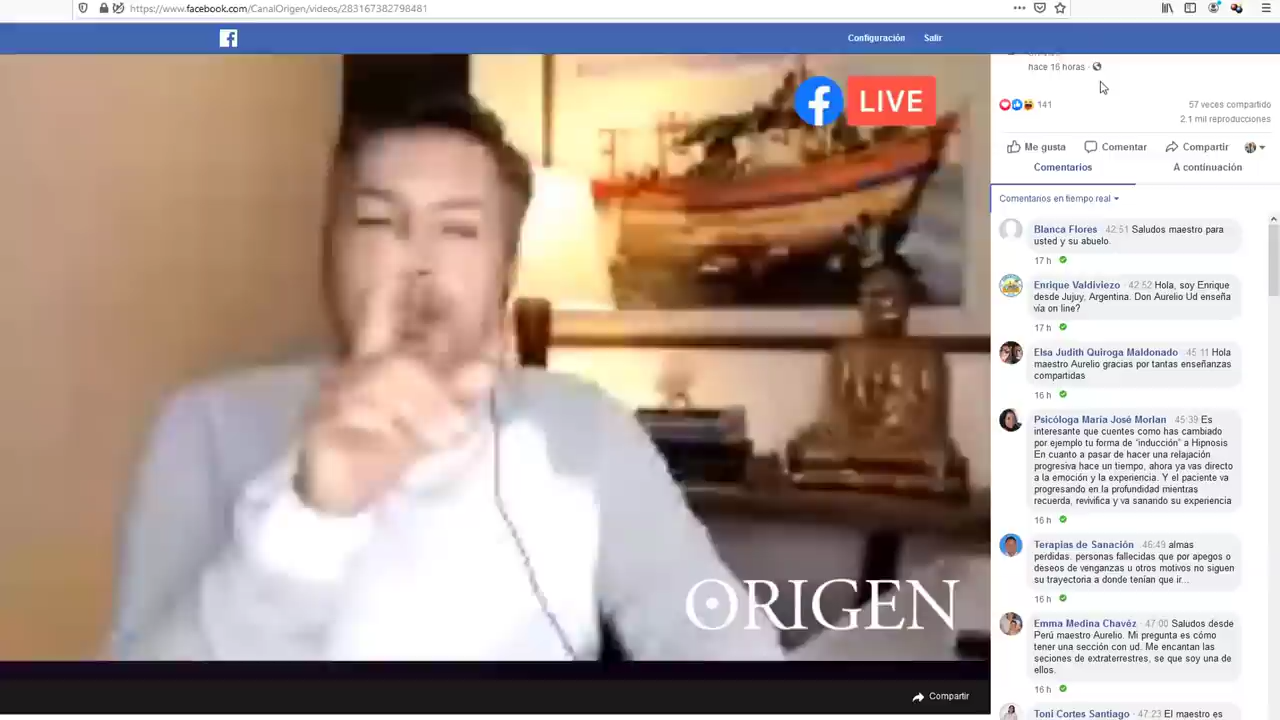 https://www.facebook.com/CanalOrigen/videos/283167382798481
Configuración
Salir
LIVE
ORIGEN
Compartir
hace 16 horas ·
141
57 veces compartido
2.1 mil reproducciones
Me gusta
Comentar
Compartir
Comentarios
A continuación
Comentarios en tiempo real
Blanca Flores · 42:51 Saludos maestro para
usted y su abuelo.
17 h
Enrique Valdiviezo · 42:52 Hola, soy Enrique
desde Jujuy, Argentina. Don Aurelio Ud enseña
vía on line?
17 h
Elsa Judith Quiroga Maldonado · 45:11 Hola
maestro Aurelio gracias por tantas enseñanzas
compartidas
16 h
Psicóloga María José Morlan · 45:39 Es
interesante que cuentes como has cambiado
por ejemplo tu forma de "inducción" a Hipnosis
En cuanto a pasar de hacer una relajación
progresiva hace un tiempo, ahora ya vas directo
a la emoción y la experiencia. Y el paciente va
progresando en la profundidad mientras
recuerda, revivifica y va sanando su experiencia
16 h
Terapias de Sanación · 46:49 almas
perdidas. personas fallecidas que por apegos o
deseos de venganzas u otros motivos no siguen
su trayectoria a donde tenían que ir...
16 h
Emma Medina Chavéz · 47:00 Saludos desde
Perú maestro Aurelio. Mi pregunta es cómo
tener una sección con ud. Me encantan las
seciones de extraterrestres, se que soy una de
ellos.
16 h
Toni Cortes Santiago · 47:23 El maestro es